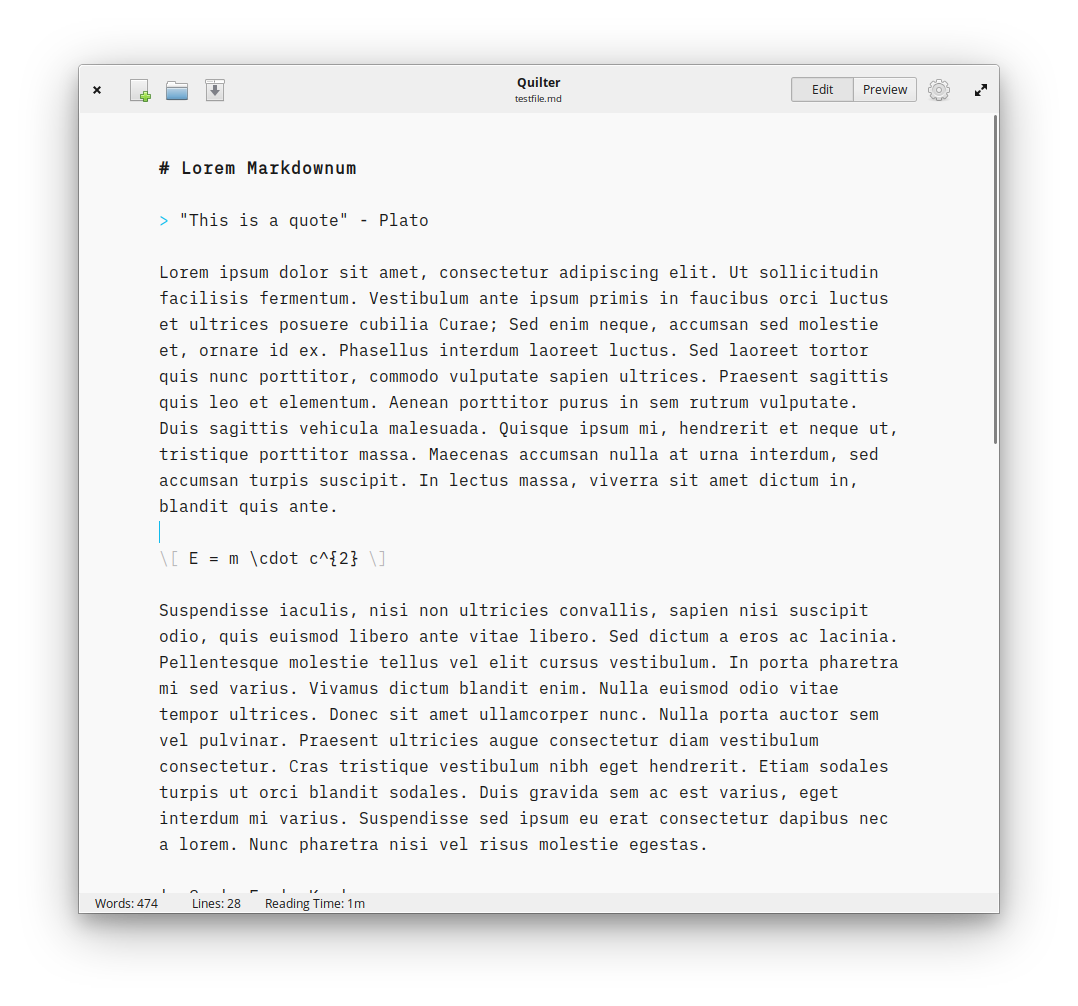 Quilter
testfile.md
Edit
Preview
# Lorem Markdownum
> "This is a quote" - Plato
Lorem ipsum dolor sit amet, consectetur adipiscing elit. Ut sollicitudin
facilisis fermentum. Vestibulum ante ipsum primis in faucibus orci luctus
et ultrices posuere cubilia Curae; Sed enim neque, accumsan sed molestie
et, ornare id ex. Phasellus interdum laoreet luctus. Sed laoreet tortor
quis nunc porttitor, commodo vulputate sapien ultrices. Praesent sagittis
quis leo et elementum. Aenean porttitor purus in sem rutrum vulputate.
Duis sagittis vehicula malesuada. Quisque ipsum mi, hendrerit et neque ut,
tristique porttitor massa. Maecenas accumsan nulla at urna interdum, sed
accumsan turpis suscipit. In lectus massa, viverra sit amet dictum in,
blandit quis ante.
\[ E = m \cdot c^{2} \]
Suspendisse iaculis, nisi non ultricies convallis, sapien nisi suscipit
odio, quis euismod libero ante vitae libero. Sed dictum a eros ac lacinia.
Pellentesque molestie tellus vel elit cursus vestibulum. In porta pharetra
mi sed varius. Vivamus dictum blandit enim. Nulla euismod odio vitae
tempor ultrices. Donec sit amet ullamcorper nunc. Nulla porta auctor sem
vel pulvinar. Praesent ultricies augue consectetur diam vestibulum
consectetur. Cras tristique vestibulum nibh eget hendrerit. Etiam sodales
turpis ut orci blandit sodales. Duis gravida sem ac est varius, eget
interdum mi varius. Suspendisse sed ipsum eu erat consectetur dapibus nec
a lorem. Nunc pharetra nisi vel risus molestie egestas.
Words: 474
Lines: 28
Reading Time: 1m